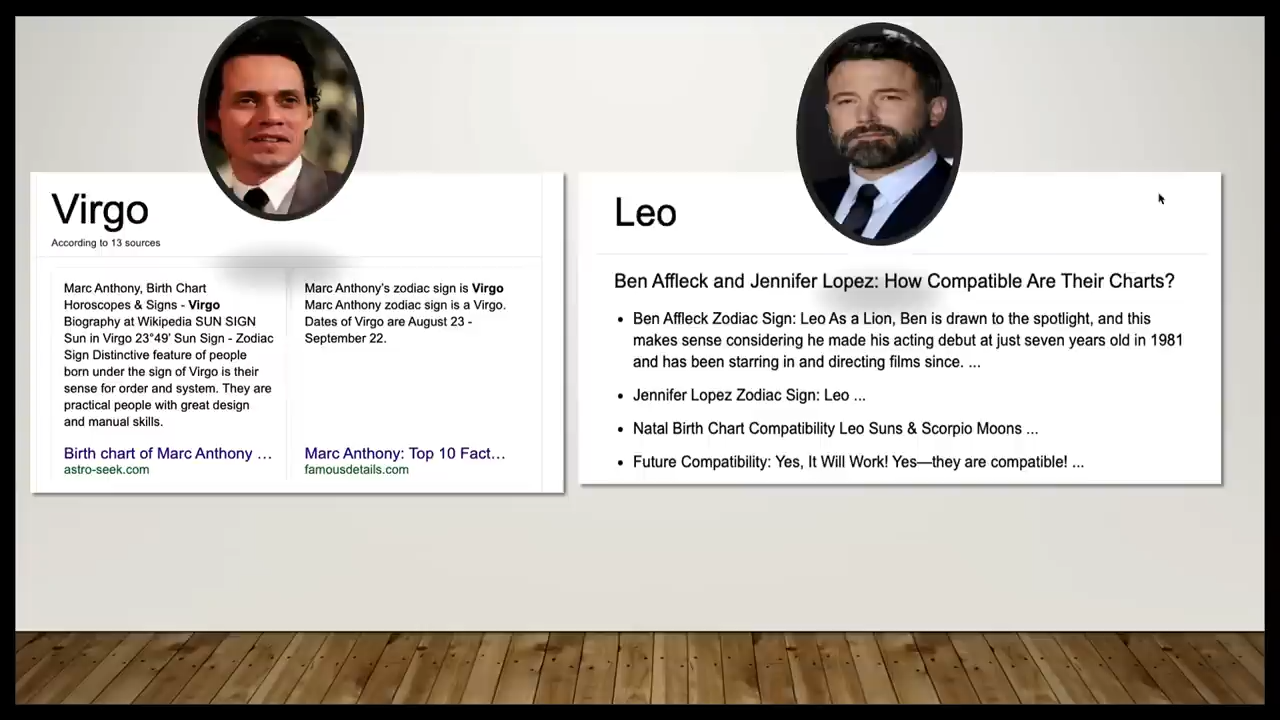 Virgo
According to 13 sources
Marc Anthony, Birth Chart
Horoscopes & Signs - Virgo
Biography at Wikipedia SUN SIGN
Sun in Virgo 23°49' Sun Sign - Zodiac
Sign Distinctive feature of people
born under the sign of Virgo is their
sense for order and system. They are
practical people with great design
and manual skills.
Birth chart of Marc Anthony …
astro-seek.com
Marc Anthony's zodiac sign is Virgo
Marc Anthony zodiac sign is a Virgo.
Dates of Virgo are August 23 -
September 22.
Marc Anthony: Top 10 Fact…
famousdetails.com
Leo
Ben Affleck and Jennifer Lopez: How Compatible Are Their Charts?
• Ben Affleck Zodiac Sign: Leo As a Lion, Ben is drawn to the spotlight, and this
makes sense considering he made his acting debut at just seven years old in 1981
and has been starring in and directing films since. ...
• Jennifer Lopez Zodiac Sign: Leo ...
• Natal Birth Chart Compatibility Leo Suns & Scorpio Moons ...
• Future Compatibility: Yes, It Will Work! Yes—they are compatible! ...